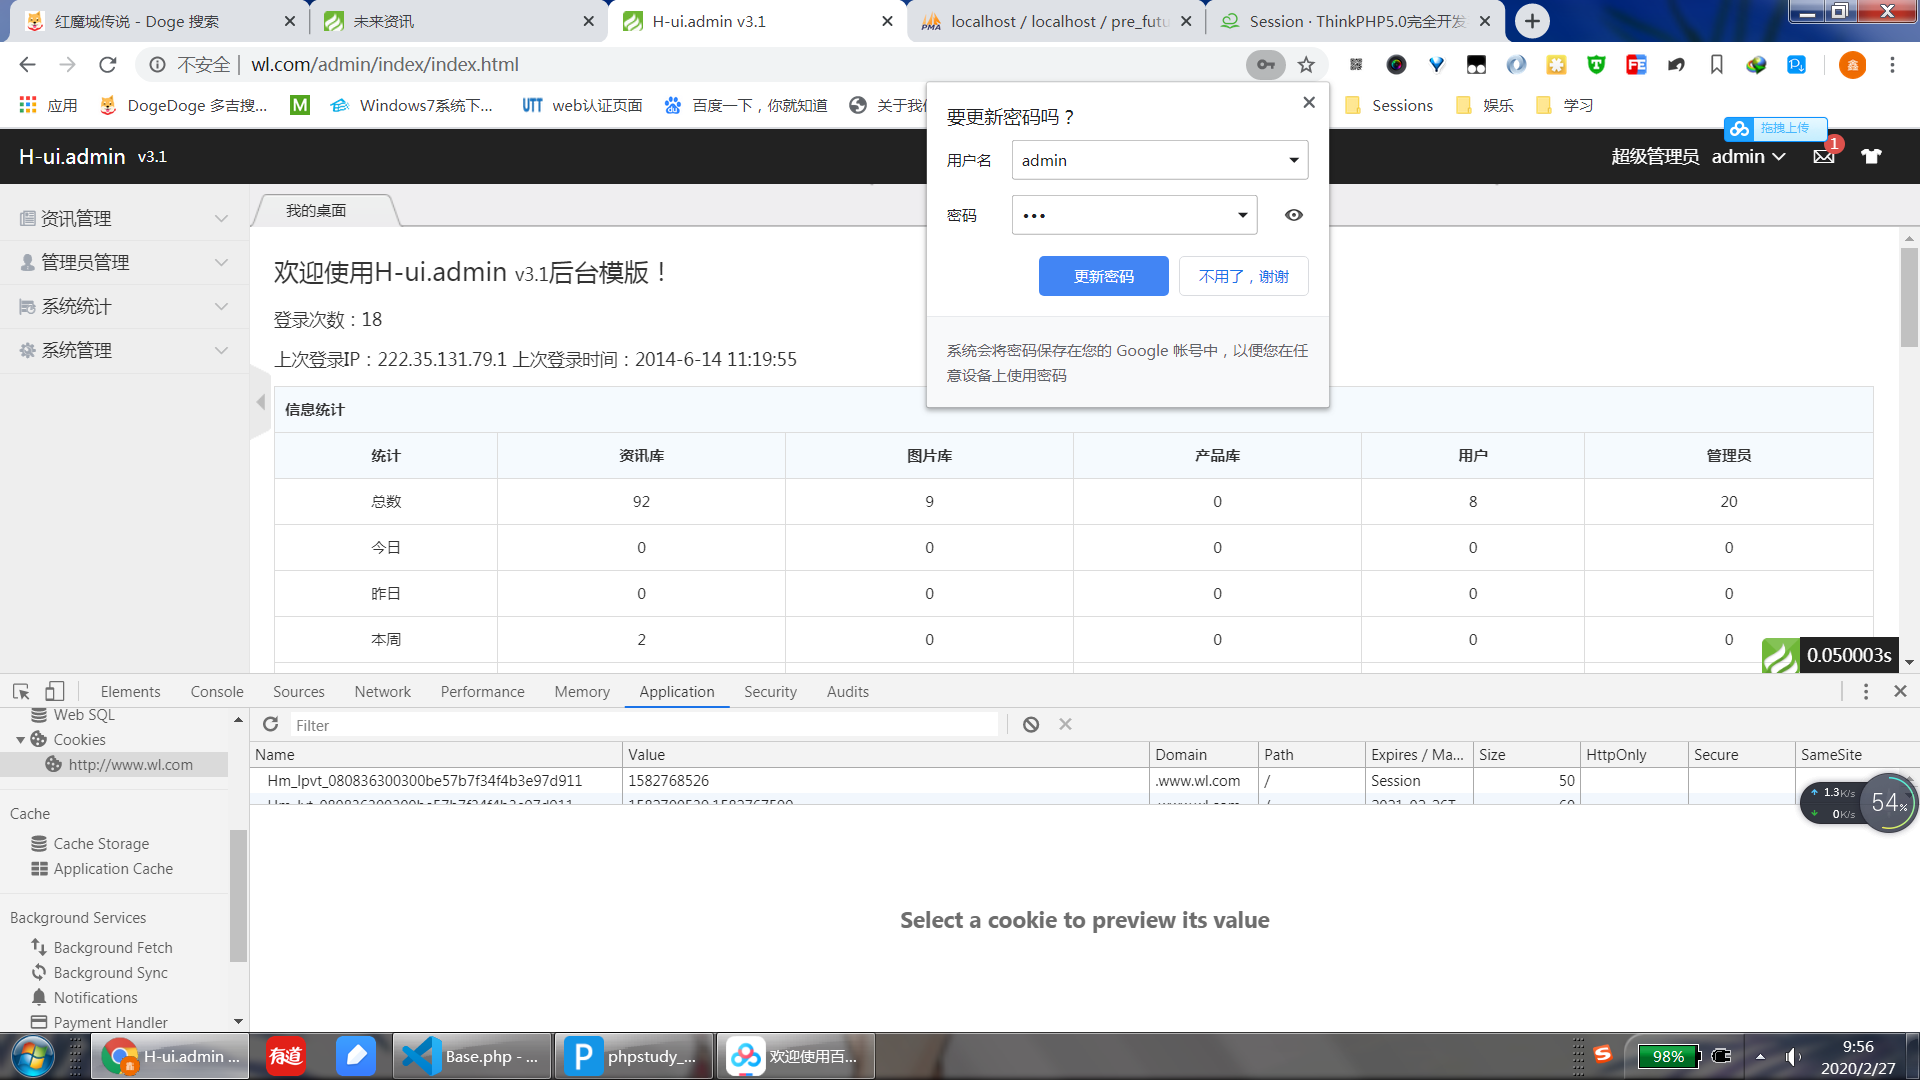 红魔城传说 - Doge 搜索
未来资讯
H-ui.admin v3.1
localhost / localhost / pre_futu
Session · ThinkPHP5.0完全开发
不安全 | wl.com/admin/index/index.html
应用
DogeDoge 多吉搜...
Windows7系统下...
UTT web认证页面
百度一下，你就知道
关于我们
Sessions
娱乐
学习
要更新密码吗？
用户名 admin
密码 •••
更新密码
不用了，谢谢
系统会将密码保存在您的 Google 帐号中，以便您在任
意设备上使用密码
拖拽上传
H-ui.admin v3.1
超级管理员 admin
1
资讯管理
管理员管理
系统统计
系统管理
我的桌面
欢迎使用H-ui.admin v3.1后台模版！
登录次数：18
上次登录IP：222.35.131.79.1 上次登录时间：2014-6-14 11:19:55
信息统计
统计 资讯库 图片库 产品库 用户 管理员
总数 92 9 0 8 20
今日 0 0 0 0 0
昨日 0 0 0 0 0
本周 2 0 0 0 0
0.050003s
Elements Console Sources Network Performance Memory Application Security Audits
Web SQL
Cookies
http://www.wl.com
Cache
Cache Storage
Application Cache
Background Services
Background Fetch
Background Sync
Notifications
Payment Handler
Filter
Name Value Domain Path Expires / Ma... Size HttpOnly Secure SameSite
Hm_lpvt_080836300300be57b7f34f4b3e97d911 1582768526 .www.wl.com / Session 50
1.3K/s
0K/s
54%
Select a cookie to preview its value
H-ui.admin ...
有道
Base.php - ...
phpstudy_...
欢迎使用百...
98%
9:56
2020/2/27